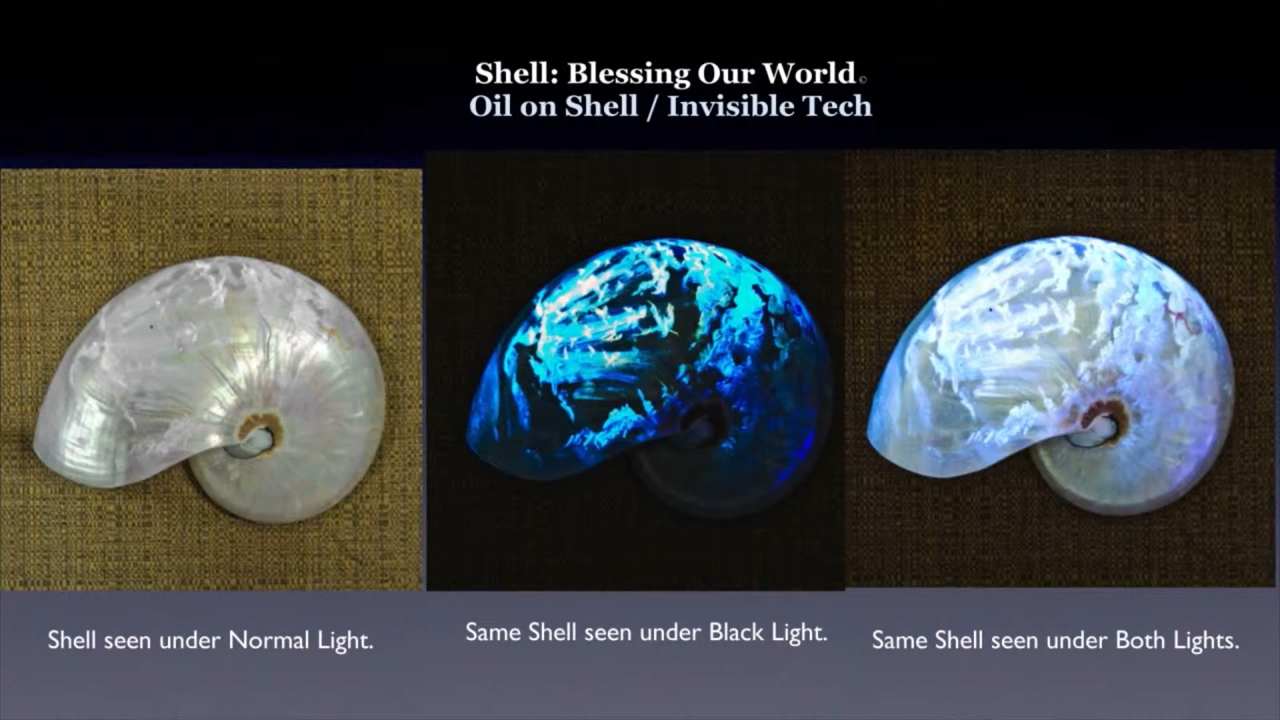 Shell: Blessing Our World©
Oil on Shell / Invisible Tech
Shell seen under Normal Light.
Same Shell seen under Black Light.
Same Shell seen under Both Lights.